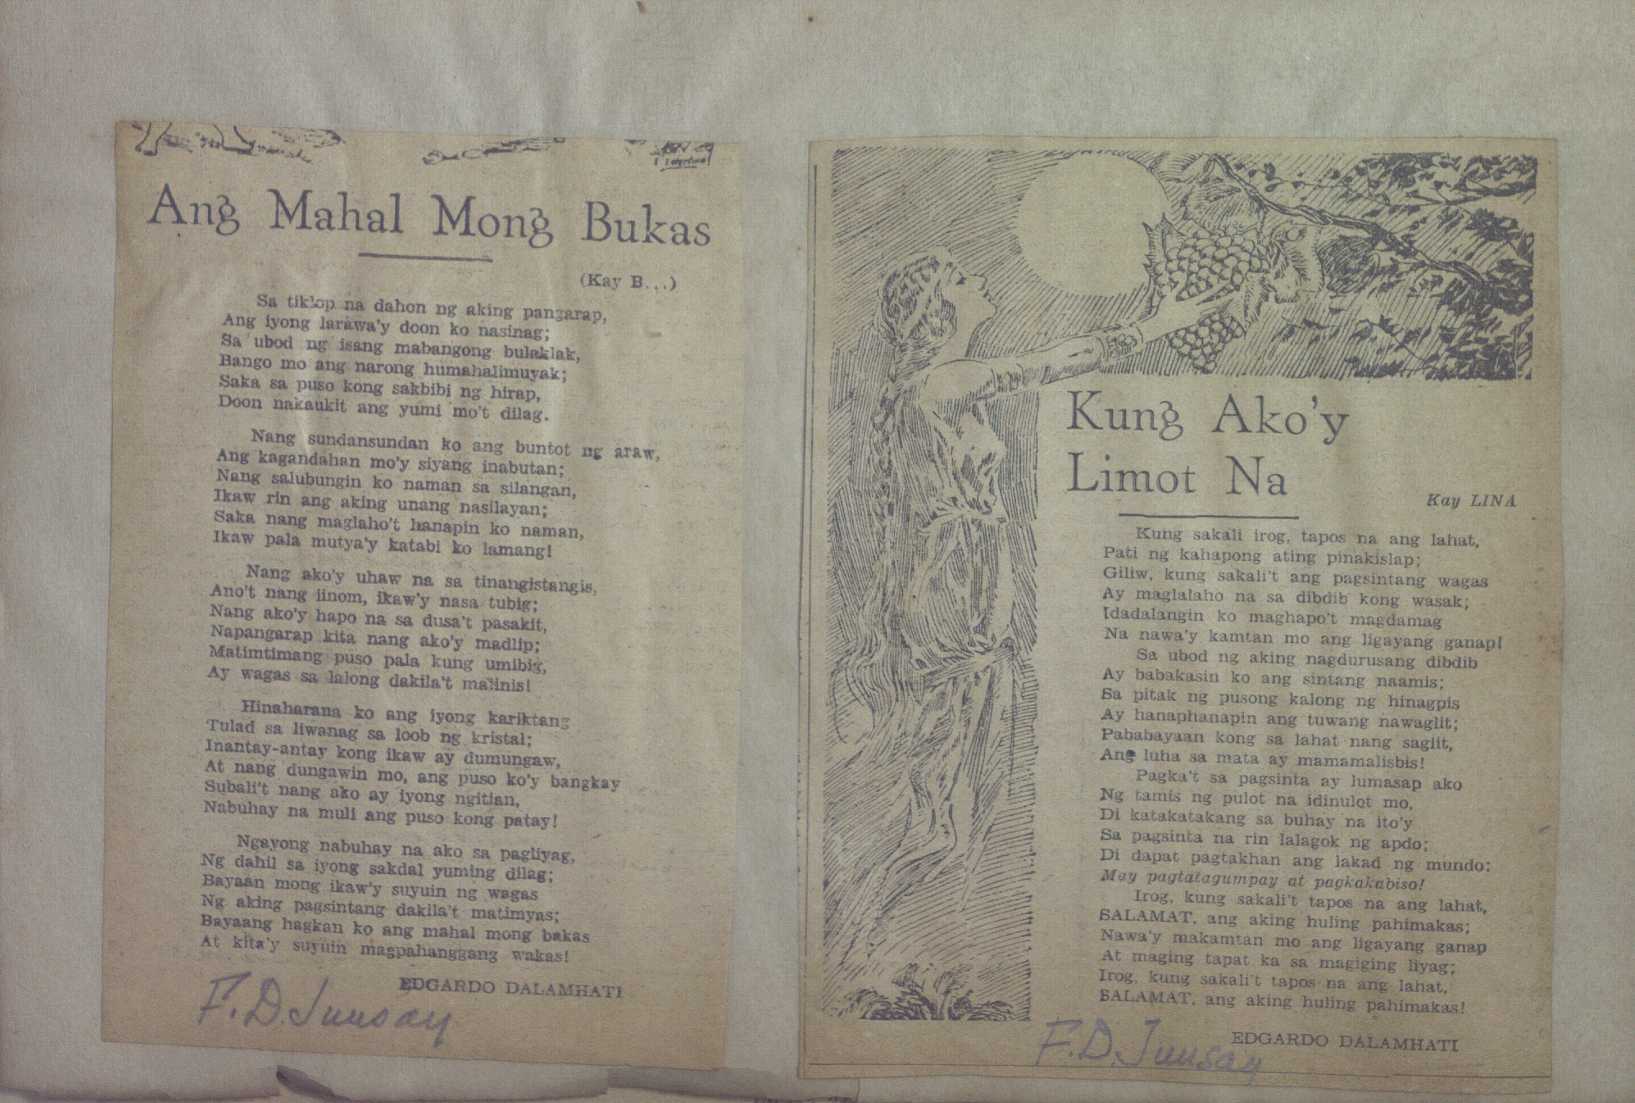 Ang Mahal Mong Bukas
(Kay B...)
Sa tiklop na dahon ng aking pangarap,
Ang iyong larawa'y doon ko nasinag;
Sa ubod ng isang mabangong bulaklak,
Bango mo ang narong humahalimuyak;
Saka sa puso kong sakbibi ng hirap,
Doon nakaukit ang yumi mo't dilag.
Nang sundansundan ko ang buntot ng araw,
Ang kagandahan mo'y siyang inabutan;
Nang salubungin ko naman sa silangan,
Ikaw rin ang aking unang nasilayan;
Saka nang maglaho't hanapin ko naman,
Ikaw pala mutya'y katabi ko lamang!
Nang ako'y uhaw na sa tinangistangis,
Ano't nang iinom, ikaw'y nasa tubig;
Nang ako'y hapo na sa dusa't pasakit,
Napangarap kita nang ako'y madlip;
Matimtimang puso pala kung umibig,
Ay wagas sa lalong dakila't malinis!
Hinaharana ko ang iyong kariktang
Tulad sa liwanag sa loob ng kristal;
Inantay-antay kong ikaw ay dumungaw,
At nang dungawin mo, ang puso ko'y bangkay
Subali't nang ako ay iyong ngitian,
Nabuhay na muli ang puso kong patay!
Ngayong nabuhay na ako sa pagliyag,
Ng dahil sa iyong sakdal yuming dilag;
Bayaan mong ikaw'y suyuin ng wagas
Ng aking pagsintang dakila't matimyas;
Bayaang hagkan ko ang mahal mong bakas
At kita'y suyuin magpahanggang wakas!
EDGARDO DALAMHATI
F.D.Juusay
Kung Ako'y
Limot Na
Kay LINA
Kung sakali irog, tapos na ang lahat,
Pati ng kahapong ating pinakislap;
Giliw, kung sakali't ang pagsintang wagas
Ay maglalaho na sa dibdib kong wasak;
Idadalangin ko maghapo't magdamag
Na nawa'y kamtan mo ang ligayang ganap!
Sa ubod ng aking nagdurusang dibdib
Ay babakasin ko ang sintang naamis;
Sa pitak ng pusong kalong ng hinagpis
Ay hanaphanapin ang tuwang nawaglit;
Pababayaan kong sa lahat nang saglit,
Ang luha sa mata ay mamamalisbis!
Pagka't sa pagsinta ay lumasap ako
Ng tamis ng pulot na idinulot mo,
Di katakatakang sa buhay na ito'y
Sa pagsinta na rin lalagok ng apdo;
Di dapat pagtakhan ang lakad ng mundo:
May pagtatagumpay at pagkakabiso!
Irog, kung sakali't tapos na ang lahat,
SALAMAT, ang aking huling pahimakas;
Nawa'y makamtan mo ang ligayang ganap
At maging tapat ka sa magiging liyag;
Irog, kung sakali't tapos na ang lahat,
SALAMAT, ang aking huling pahimakas!
EDGARDO DALAMHATI
F.D.Juusay